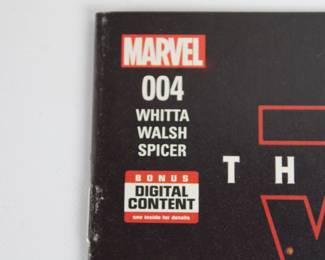 MARVEL
004
WHITTA
WALSH
SPICER
BONUS
DIGITAL
CONTENT
see inside for details
T H